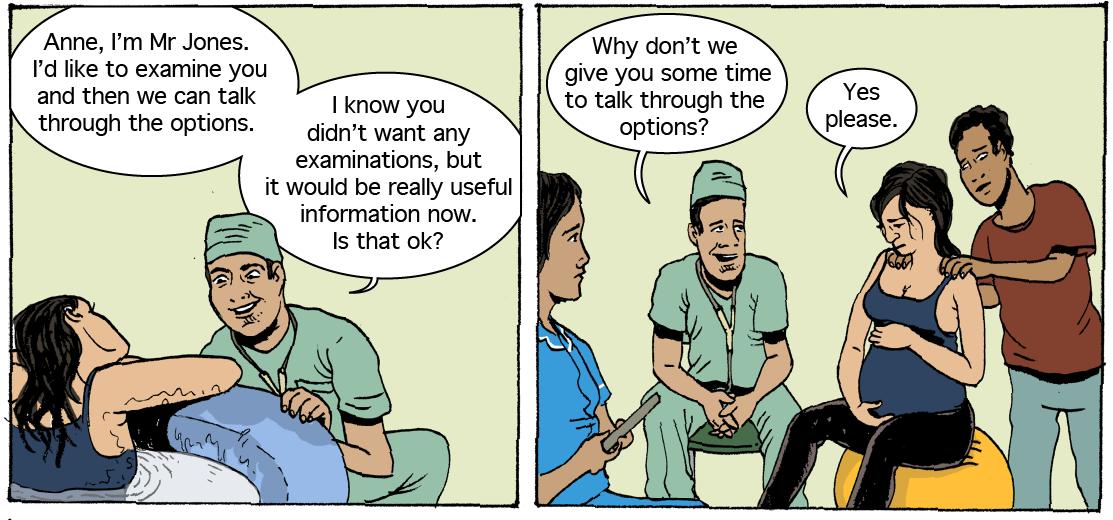 Anne, I’m Mr Jones.
I’d like to examine you
and then we can talk
through the options.
I know you
didn’t want any
examinations, but
it would be really useful
information now.
Is that ok?
Why don’t we
give you some time
to talk through the
options?
Yes
please.